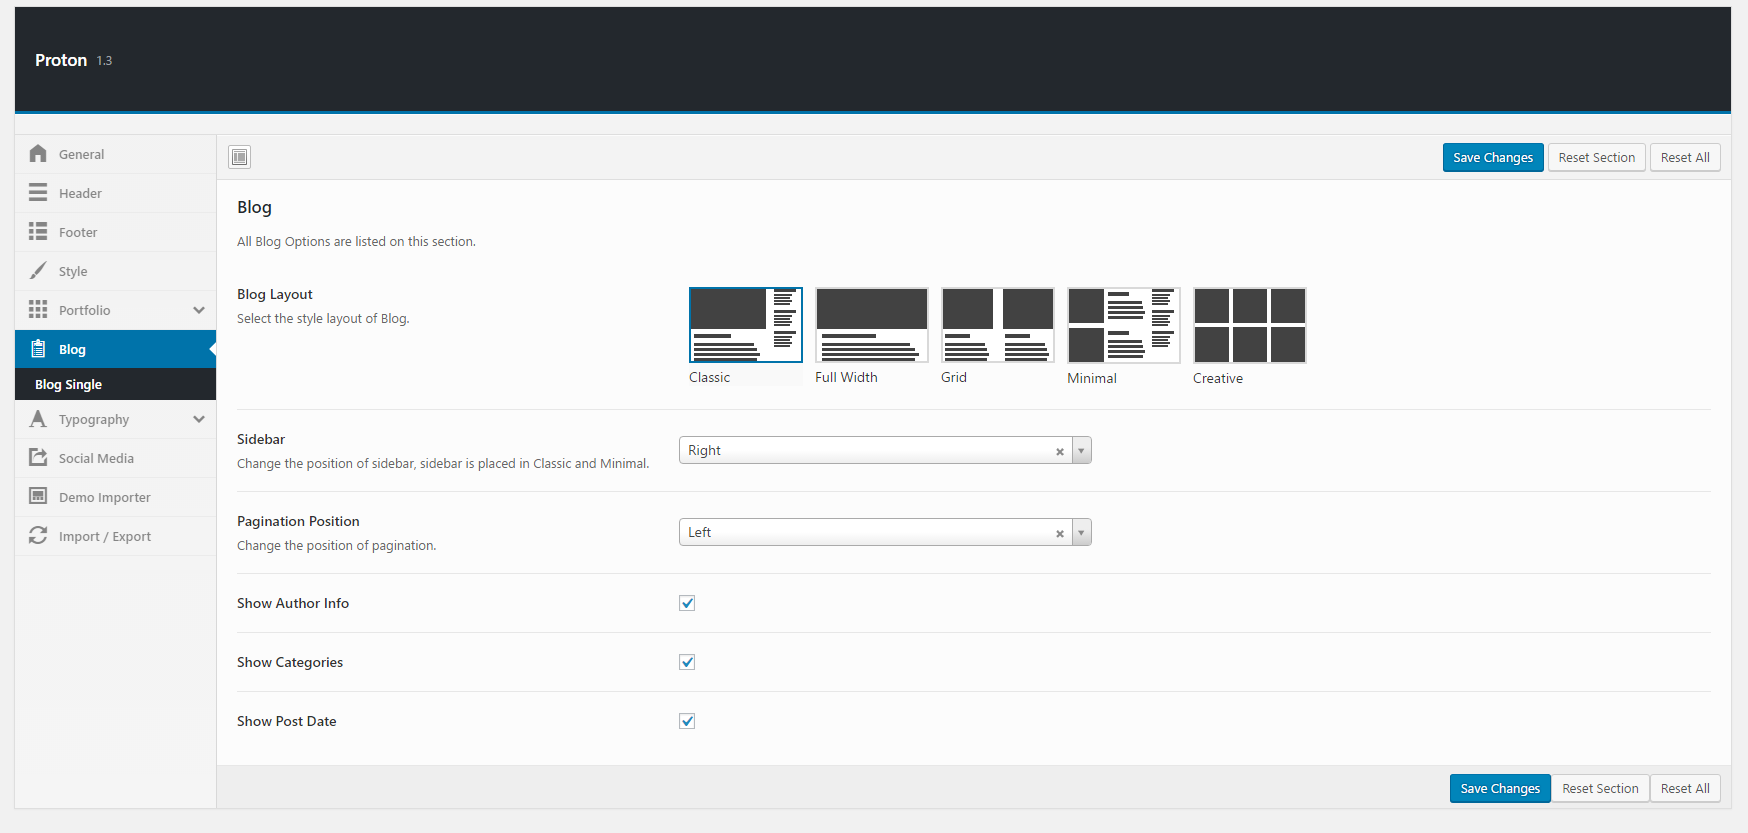 Proton 1.3
General
Header
Footer
Style
Portfolio
Blog
Blog Single
Typography
Social Media
Demo Importer
Import / Export
Save Changes Reset Section Reset All
Blog
All Blog Options are listed on this section.
Blog Layout
Select the style layout of Blog.
Classic Full Width Grid Minimal Creative
Sidebar
Change the position of sidebar, sidebar is placed in Classic and Minimal.
Right
Pagination Position
Change the position of pagination.
Left
Show Author Info
Show Categories
Show Post Date
Save Changes Reset Section Reset All